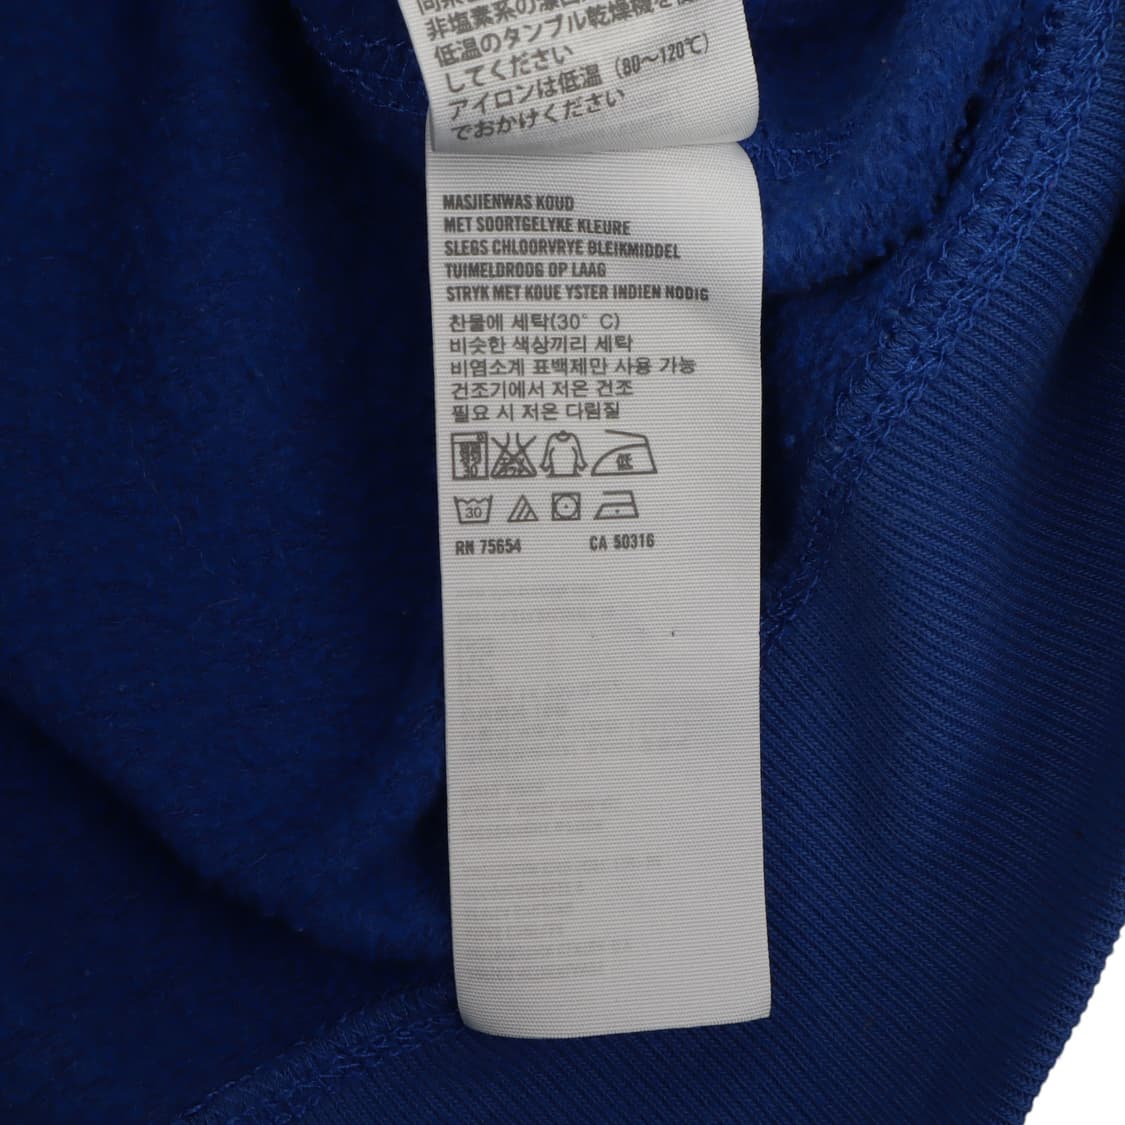 非塩素系の漂白
低温のタンブル乾燥機を使
してください
アイロンは低温（80〜120℃）
でおかけください
MASJIENWAS KOUD
MET SOORTGELYKE KLEURE
SLEGS CHLOORVRYE BLEIKMIDDEL
TUIMELDROOG OP LAAG
STRYK MET KOUE YSTER INDIEN NODIG
찬물에 세탁(30° C)
비슷한 색상끼리 세탁
비염소계 표백제만 사용 가능
건조기에서 저온 건조
필요 시 저온 다림질
30 低
30
RN 75654 CA 50316